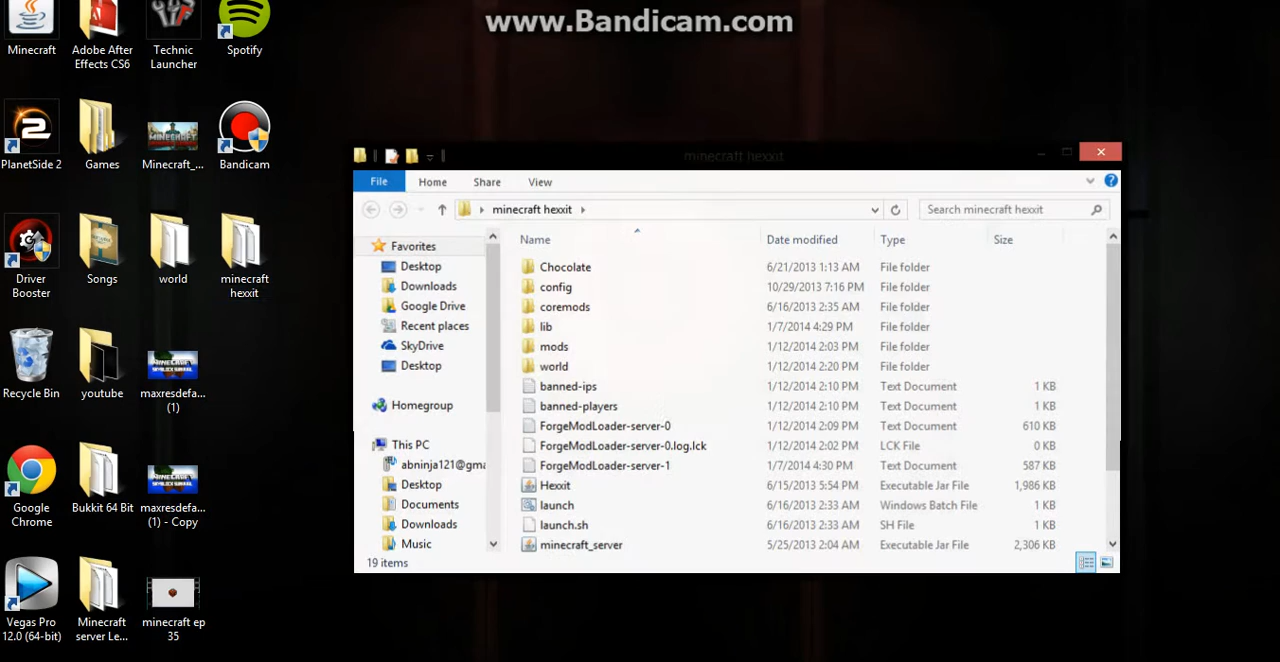 www.Bandicam.com
Minecraft
Adobe After
Effects CS6
Technic
Launcher
Spotify
PlanetSide 2
Games
Minecraft_...
Bandicam
Driver
Booster
Songs
world
minecraft
hexxit
Recycle Bin
youtube
maxresdefa...
(1)
Google
Chrome
Bukkit 64 Bit
maxresdefa...
(1) - Copy
Vegas Pro
12.0 (64-bit)
Minecraft
server Le...
minecraft ep
35
minecraft hexxit
File Home Share View
minecraft hexxit
Search minecraft hexxit
Favorites
Desktop
Downloads
Google Drive
Recent places
SkyDrive
Desktop
Homegroup
This PC
abninja121@gma
Desktop
Documents
Downloads
Music
Name Date modified Type Size
Chocolate 6/21/2013 1:13 AM File folder
config 10/29/2013 7:16 PM File folder
coremods 6/16/2013 2:35 AM File folder
lib 1/7/2014 4:29 PM File folder
mods 1/12/2014 2:03 PM File folder
world 1/12/2014 2:20 PM File folder
banned-ips 1/12/2014 2:10 PM Text Document 1 KB
banned-players 1/12/2014 2:10 PM Text Document 1 KB
ForgeModLoader-server-0 1/12/2014 2:09 PM Text Document 610 KB
ForgeModLoader-server-0.log.lck 1/12/2014 2:02 PM LCK File 0 KB
ForgeModLoader-server-1 1/7/2014 4:30 PM Text Document 587 KB
Hexxit 6/15/2013 5:54 PM Executable Jar File 1,986 KB
launch 6/16/2013 2:33 AM Windows Batch File 1 KB
launch.sh 6/16/2013 2:33 AM SH File 1 KB
minecraft_server 5/25/2013 2:04 AM Executable Jar File 2,306 KB
19 items